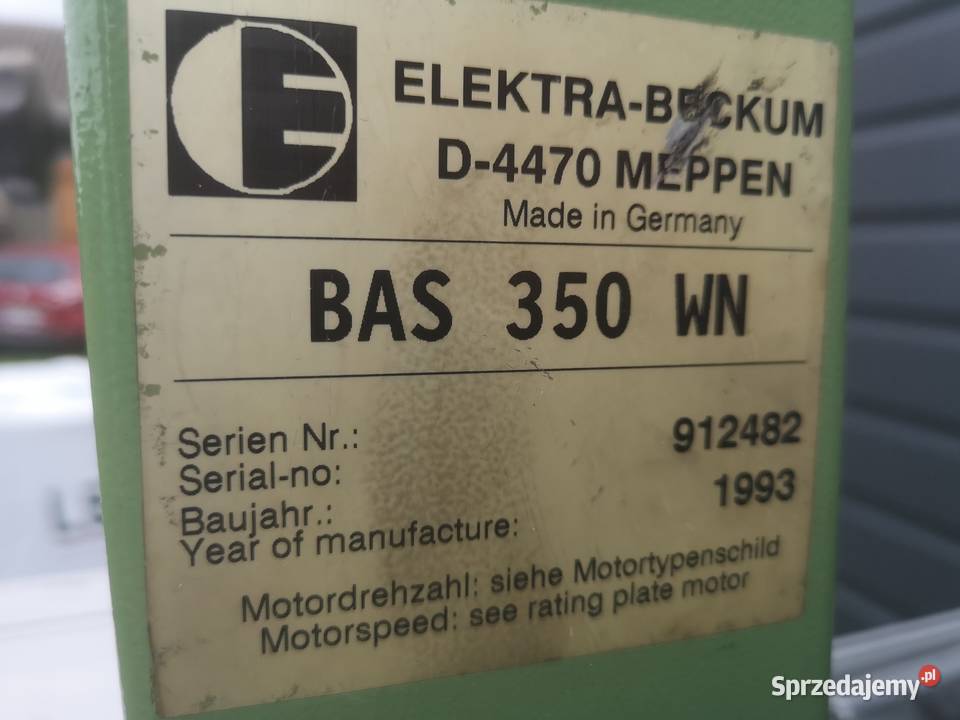 E
ELEKTRA-BECKUM
D-4470 MEPPEN
Made in Germany
BAS 350 WN
Serien Nr.: 912482
Serial-no:
Baujahr.: 1993
Year of manufacture:
Motordrehzahl: siehe Motortypenschild
Motorspeed: see rating plate motor
Sprzedajemy.pl